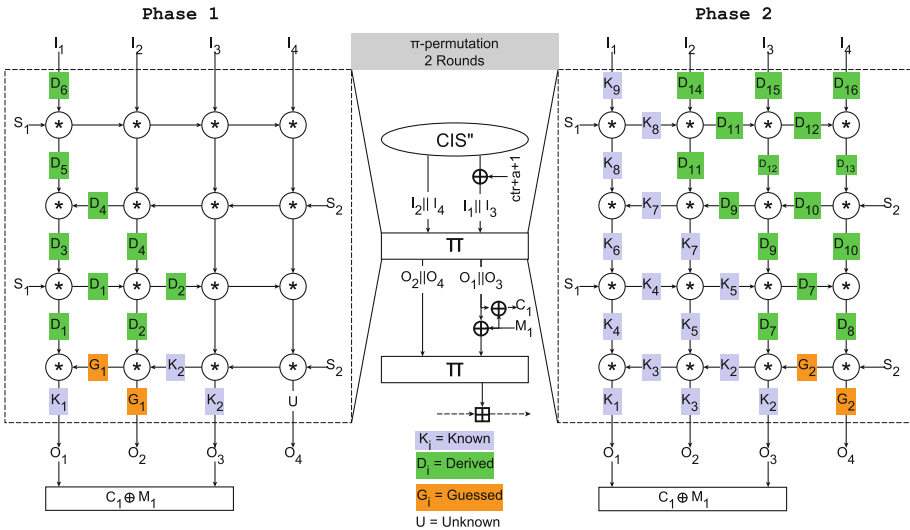 Phase 1
π-permutation
2 Rounds
Phase 2
I₁ I₂ I₃ I₄
D₆
S₁ * * * *
D₅
* D₄ * * * S₂
D₃ D₄
S₁ * D₁ * D₂ * *
D₁ D₂
* G₁ * K₂ * * S₂
K₁ G₁ K₂ U
O₁ O₂ O₃ O₄
C₁ ⊕ M₁
CIS"
ctr+a+1
I₂|| I₄ I₁|| I₃
π
O₂||O₄ O₁||O₃
C₁
M₁
π
Kᵢ = Known
Dᵢ = Derived
Gᵢ = Guessed
U = Unknown
I₁ I₂ I₃ I₄
K₉ D₁₄ D₁₅ D₁₆
S₁ * K₈ * D₁₁ * D₁₂ *
K₈ D₁₁ D₁₂ D₁₃
* K₇ * D₉ * D₁₀ * S₂
K₆ K₇ D₉ D₁₀
S₁ * K₄ * K₅ * D₇ *
K₄ K₅ D₇ D₈
* K₃ * K₂ * G₂ * S₂
K₁ K₃ K₂ G₂
O₁ O₂ O₃ O₄
C₁ ⊕ M₁